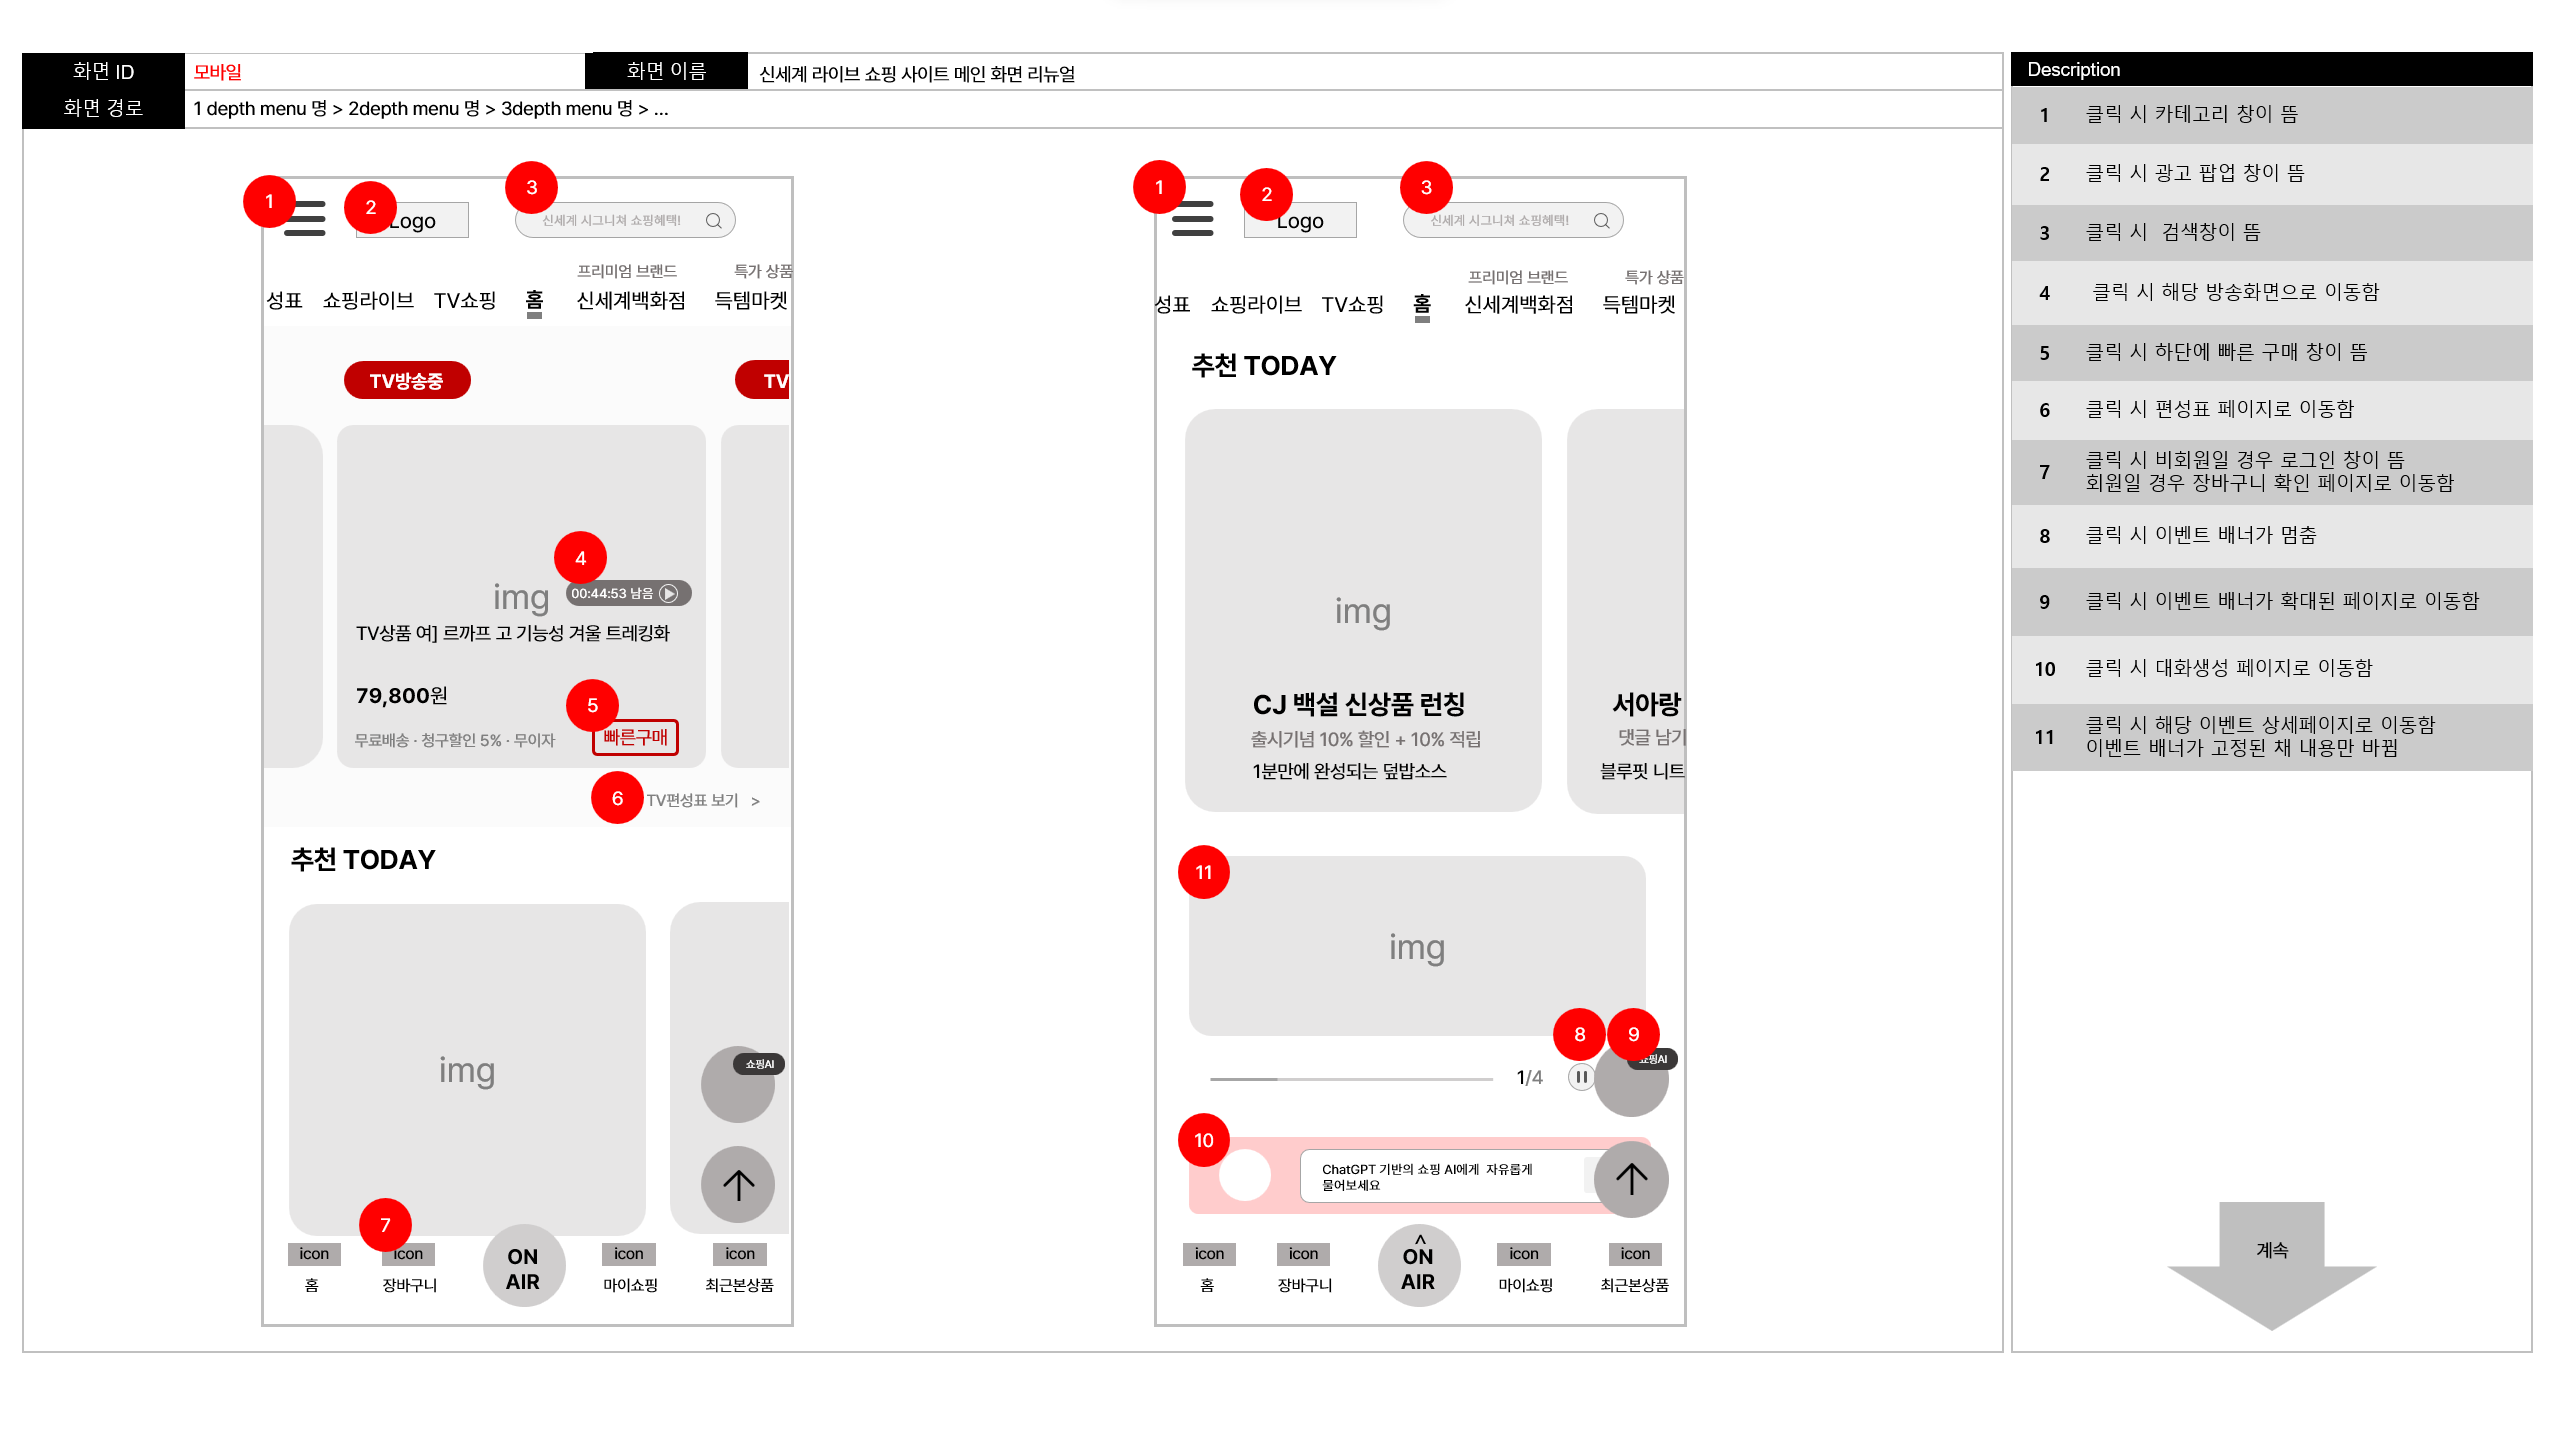 화면 ID
모바일
화면 이름
신세계 라이브 쇼핑 사이트 메인 화면 리뉴얼
화면 경로
1 depth menu 명 > 2depth menu 명 > 3depth menu 명 > ...
1
2
3
Logo
신세계 시그니쳐 쇼핑혜택!
프리미엄 브랜드
특가 상품
성표
쇼핑라이브
TV쇼핑
홈
신세계백화점
득템마켓
TV방송중
TV
4
img
00:44:53 남음
TV상품 여] 르까프 고 기능성 겨울 트레킹화
79,800원
5
무료배송 · 청구할인 5% · 무이자
빠른구매
6
TV편성표 보기 >
추천 TODAY
img
쇼핑AI
7
icon
icon
ON
AIR
icon
icon
홈
장바구니
마이쇼핑
최근본상품
1
2
3
Logo
신세계 시그니쳐 쇼핑혜택!
프리미엄 브랜드
특가 상품
성표
쇼핑라이브
TV쇼핑
홈
신세계백화점
득템마켓
추천 TODAY
img
CJ 백설 신상품 런칭
출시기념 10% 할인 + 10% 적립
1분만에 완성되는 덮밥소스
서아랑
댓글 남기
블루핏 니트
11
img
8
9
쇼핑AI
1/4
10
ChatGPT 기반의 쇼핑 AI에게 자유롭게
물어보세요
icon
icon
^
ON
AIR
icon
icon
홈
장바구니
마이쇼핑
최근본상품
Description
1 클릭 시 카테고리 창이 뜸
2 클릭 시 광고 팝업 창이 뜸
3 클릭 시 검색창이 뜸
4 클릭 시 해당 방송화면으로 이동함
5 클릭 시 하단에 빠른 구매 창이 뜸
6 클릭 시 편성표 페이지로 이동함
7 클릭 시 비회원일 경우 로그인 창이 뜸
회원일 경우 장바구니 확인 페이지로 이동함
8 클릭 시 이벤트 배너가 멈춤
9 클릭 시 이벤트 배너가 확대된 페이지로 이동함
10 클릭 시 대화생성 페이지로 이동함
11 클릭 시 해당 이벤트 상세페이지로 이동함
이벤트 배너가 고정된 채 내용만 바뀜
계속